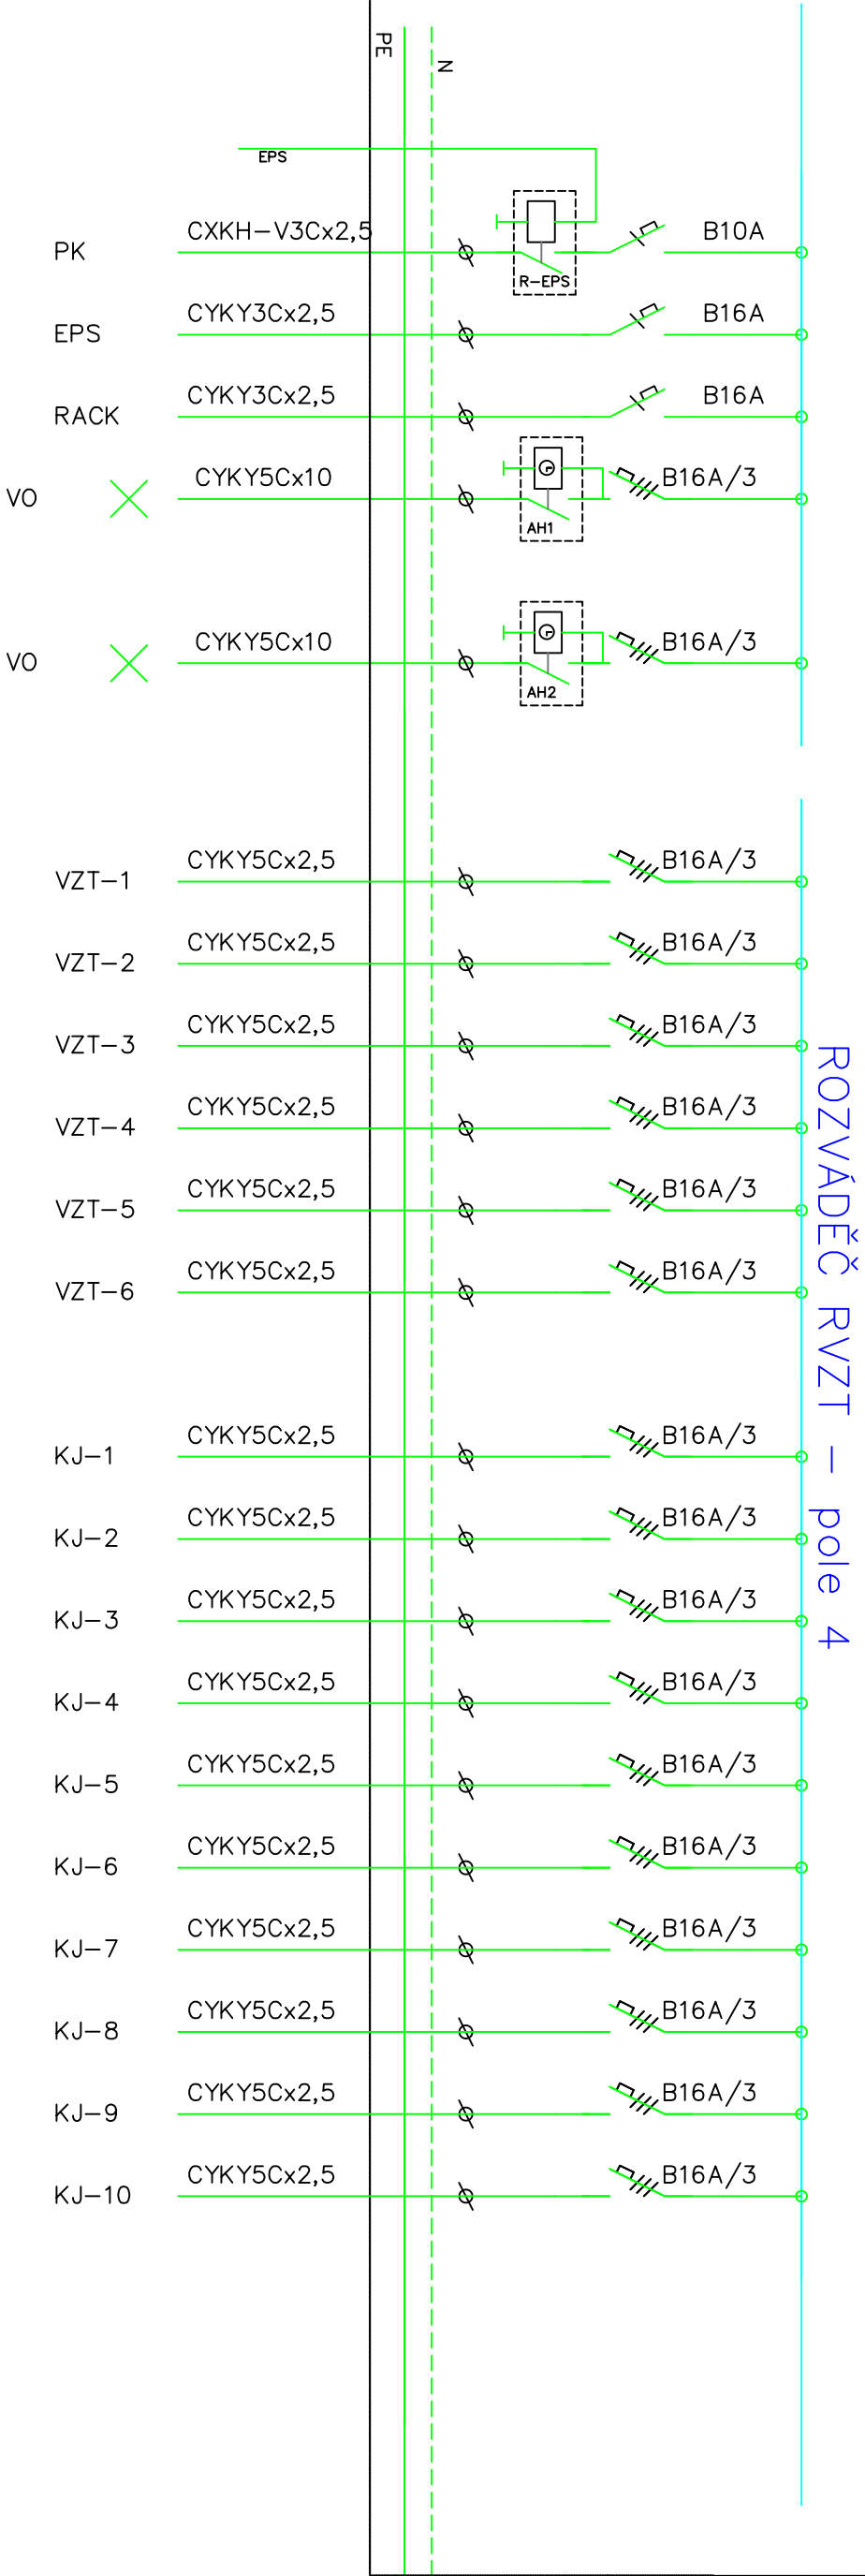 PE
N
EPS
PK CXKH-V3Cx2,5 B10A
R-EPS
EPS CYKY3Cx2,5 B16A
RACK CYKY3Cx2,5 B16A
VO CYKY5Cx10 B16A/3
AH1
VO CYKY5Cx10 B16A/3
AH2
VZT-1 CYKY5Cx2,5 B16A/3
VZT-2 CYKY5Cx2,5 B16A/3
VZT-3 CYKY5Cx2,5 B16A/3
VZT-4 CYKY5Cx2,5 B16A/3
VZT-5 CYKY5Cx2,5 B16A/3
VZT-6 CYKY5Cx2,5 B16A/3
KJ-1 CYKY5Cx2,5 B16A/3
KJ-2 CYKY5Cx2,5 B16A/3
KJ-3 CYKY5Cx2,5 B16A/3
KJ-4 CYKY5Cx2,5 B16A/3
KJ-5 CYKY5Cx2,5 B16A/3
KJ-6 CYKY5Cx2,5 B16A/3
KJ-7 CYKY5Cx2,5 B16A/3
KJ-8 CYKY5Cx2,5 B16A/3
KJ-9 CYKY5Cx2,5 B16A/3
KJ-10 CYKY5Cx2,5 B16A/3
ROZVÁDĚČ RVZT - pole 4